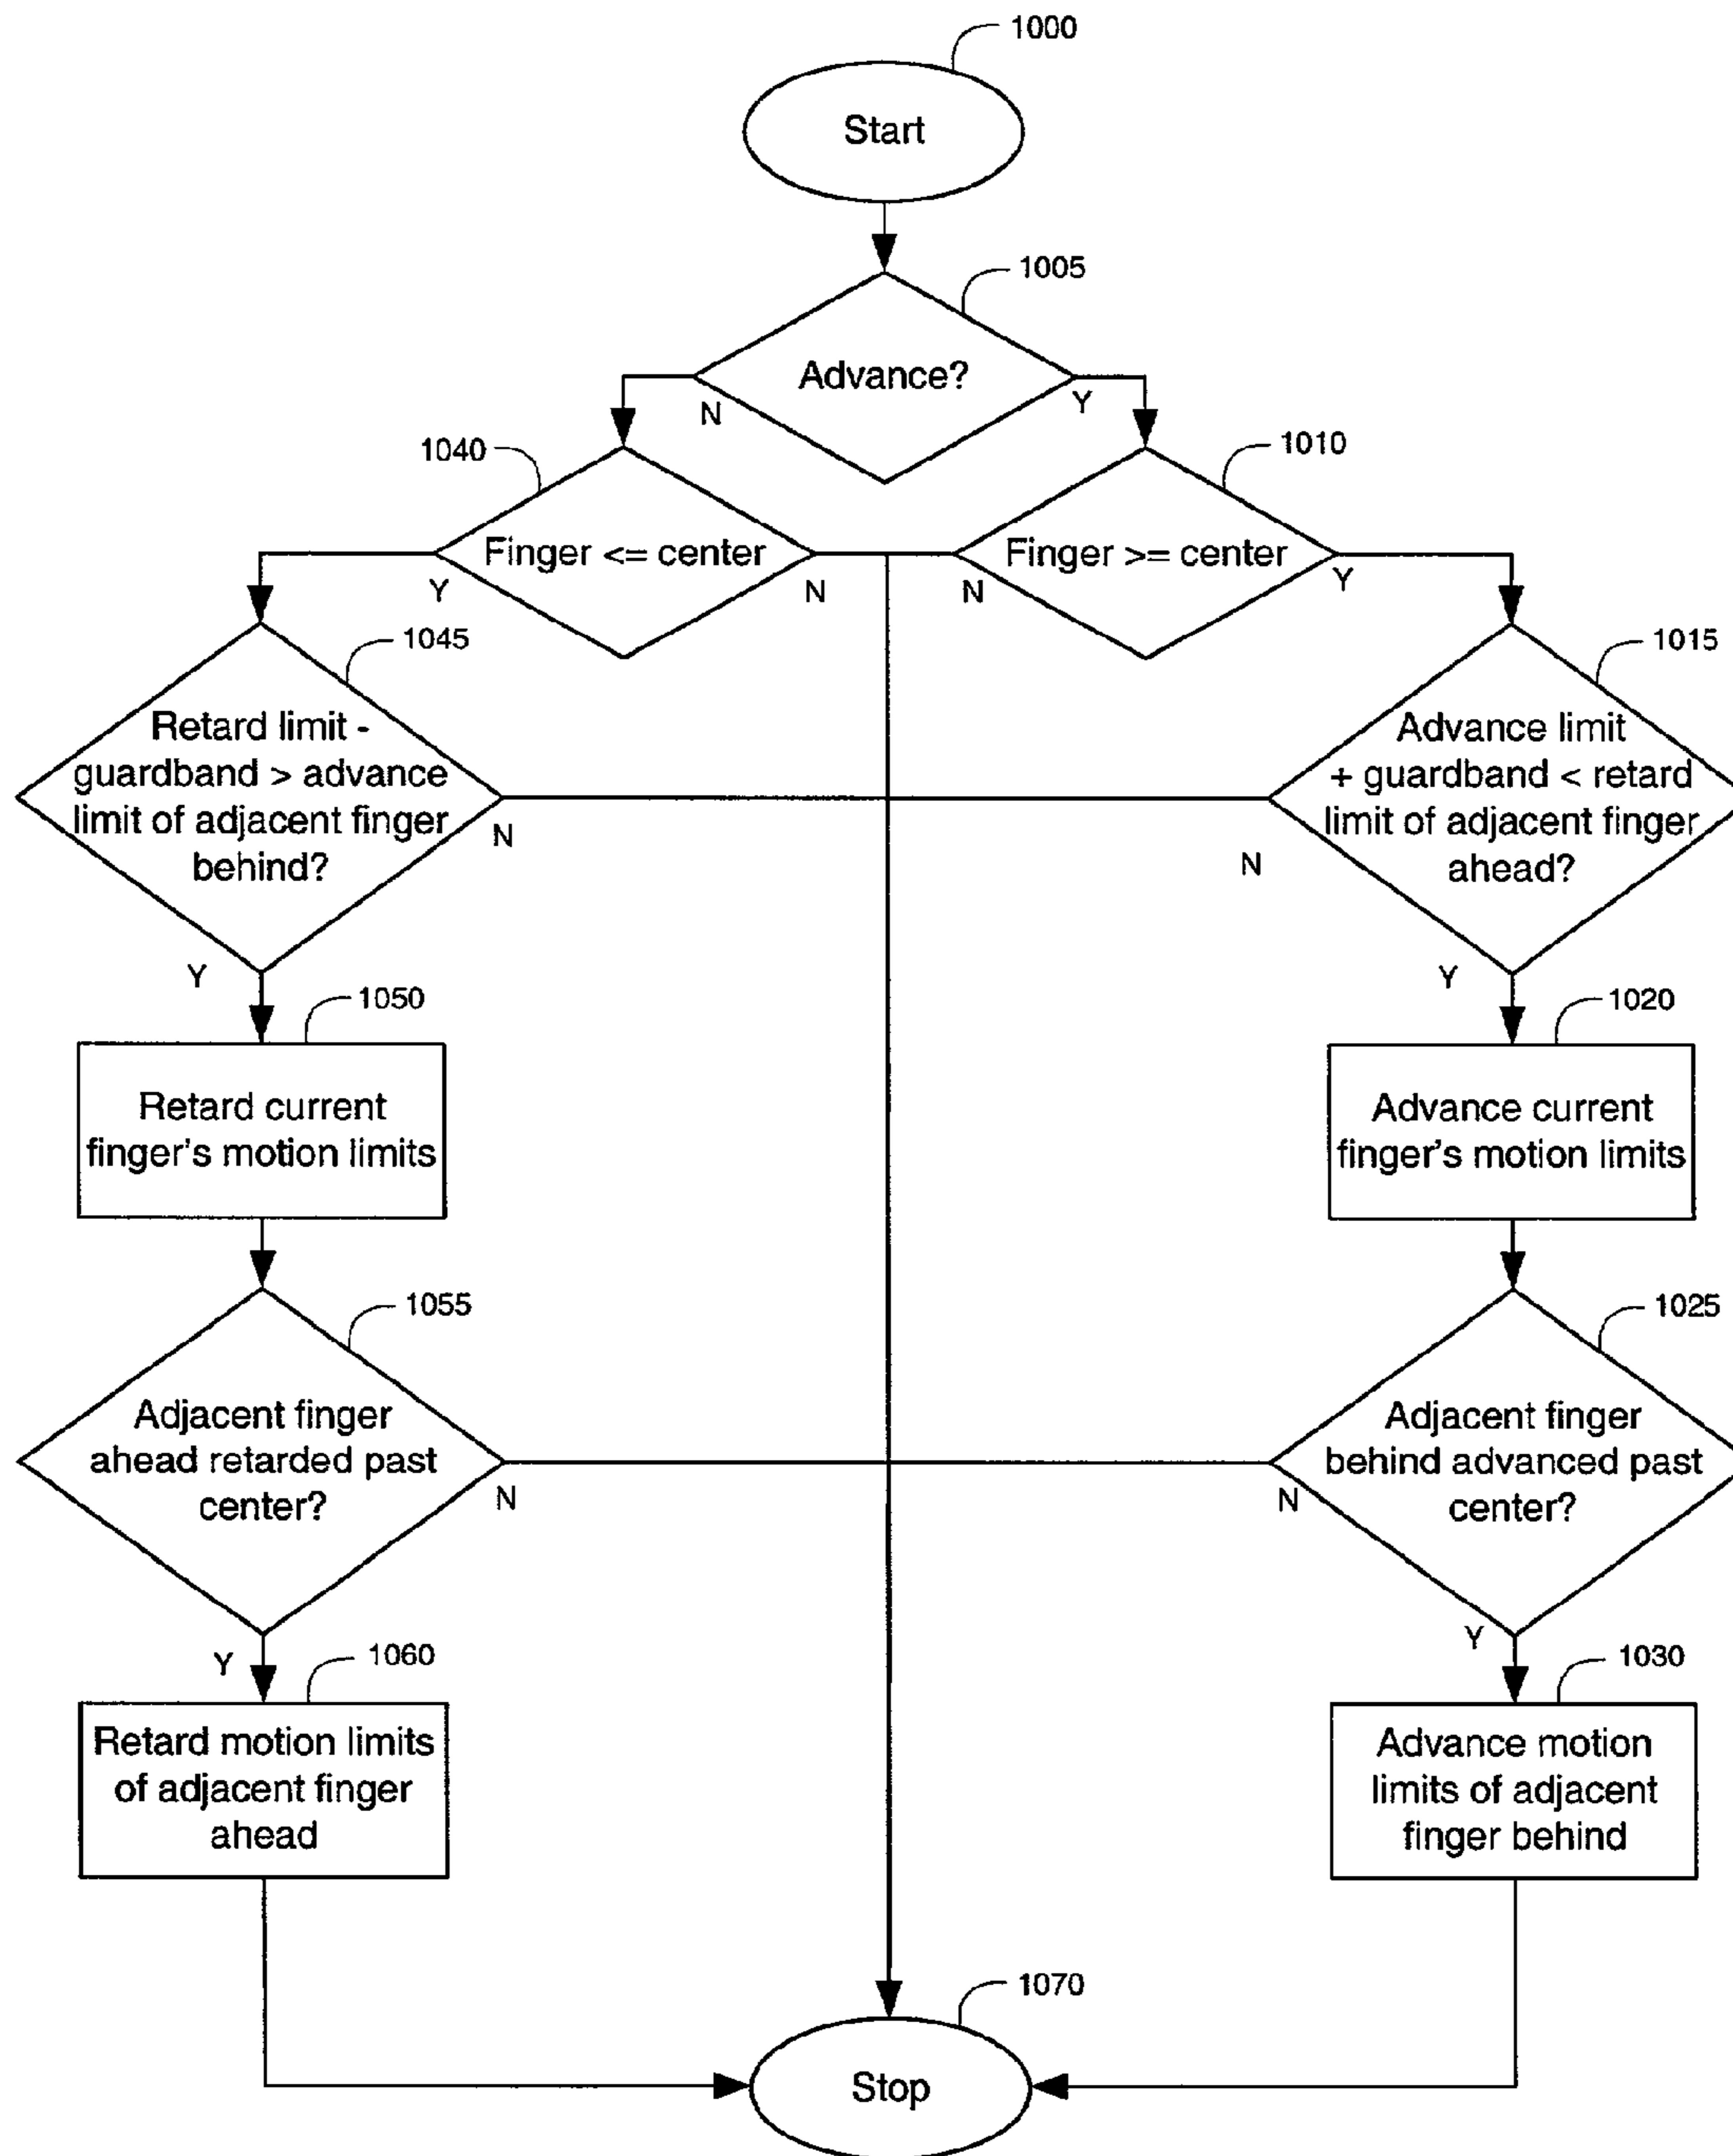 1000
Start
1005
Advance?
N
Y
1040
1010
Finger <= center
Finger >= center
Y
N
N
Y
1045
1015
Retard limit -
guardband > advance
limit of adjacent finger
behind?
N
Advance limit
+ guardband < retard
limit of adjacent finger
ahead?
N
Y
Y
1050
1020
Retard current
finger's motion limits
Advance current
finger's motion limits
1055
1025
Adjacent finger
ahead retarded past
center?
N
Adjacent finger
behind advanced past
center?
N
Y
Y
1060
1030
Retard motion limits
of adjacent finger
ahead
Advance motion
limits of adjacent
finger behind
1070
Stop